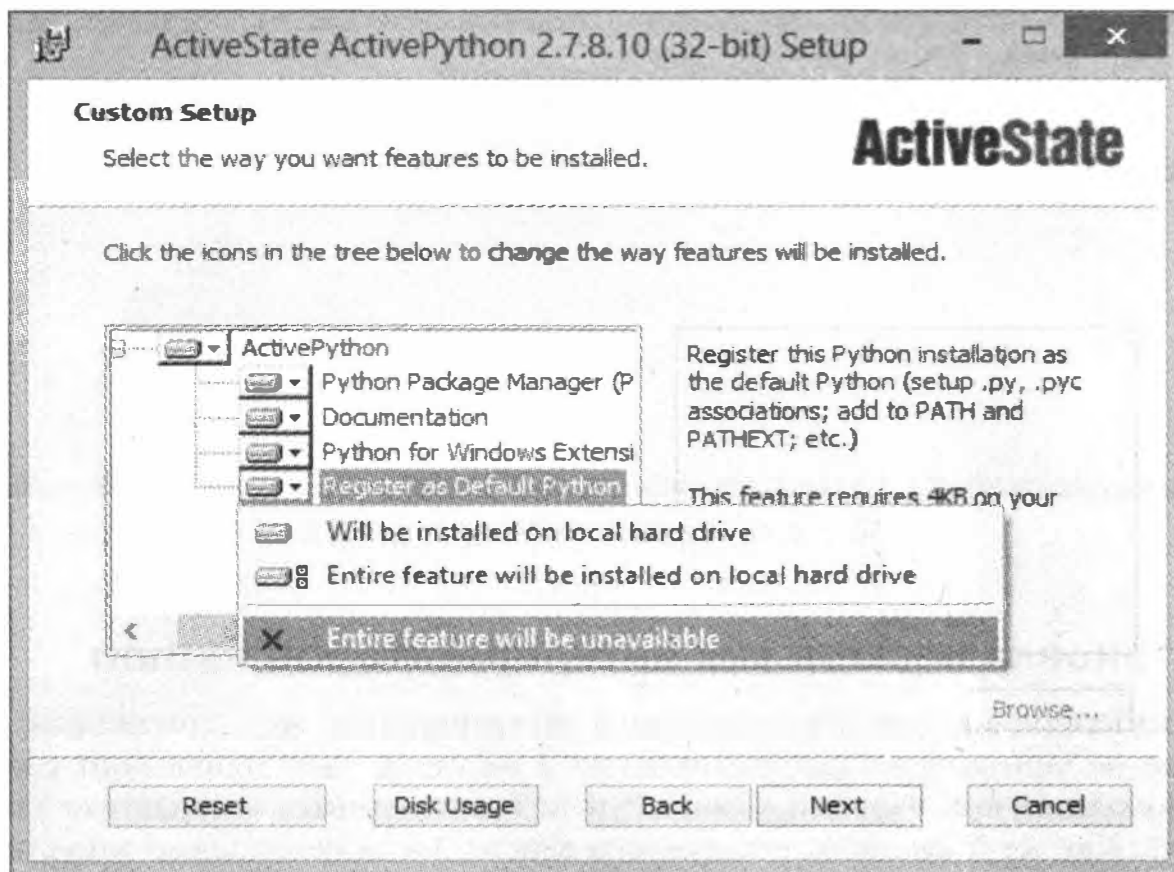 ActiveState ActivePython 2.7.8.10 (32-bit) Setup
Custom Setup
Select the way you want features to be installed.
ActiveState
Click the icons in the tree below to change the way features will be installed.
ActivePython
Python Package Manager (P
Documentation
Python for Windows Extensi
Register as Default Python
Register this Python installation as
the default Python (setup .py, .pyc
associations; add to PATH and
PATHEXT; etc.)
This feature requires 4KB on your
Will be installed on local hard drive
Entire feature will be installed on local hard drive
Entire feature will be unavailable
Browse...
Reset
Disk Usage
Back
Next
Cancel